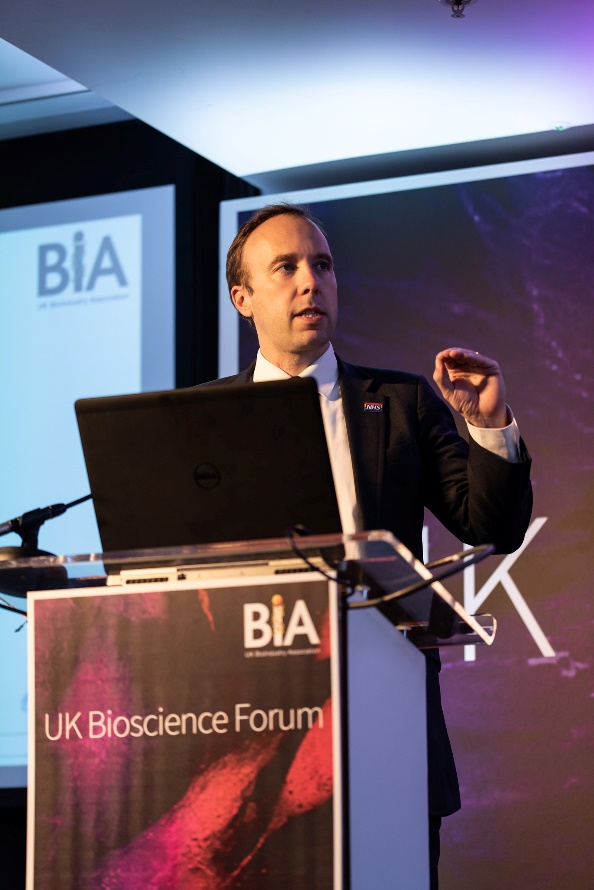 BiA
UK BioIndustry Association
NHS
DELL
K
BiA
UK BioIndustry Association
UK Bioscience Forum